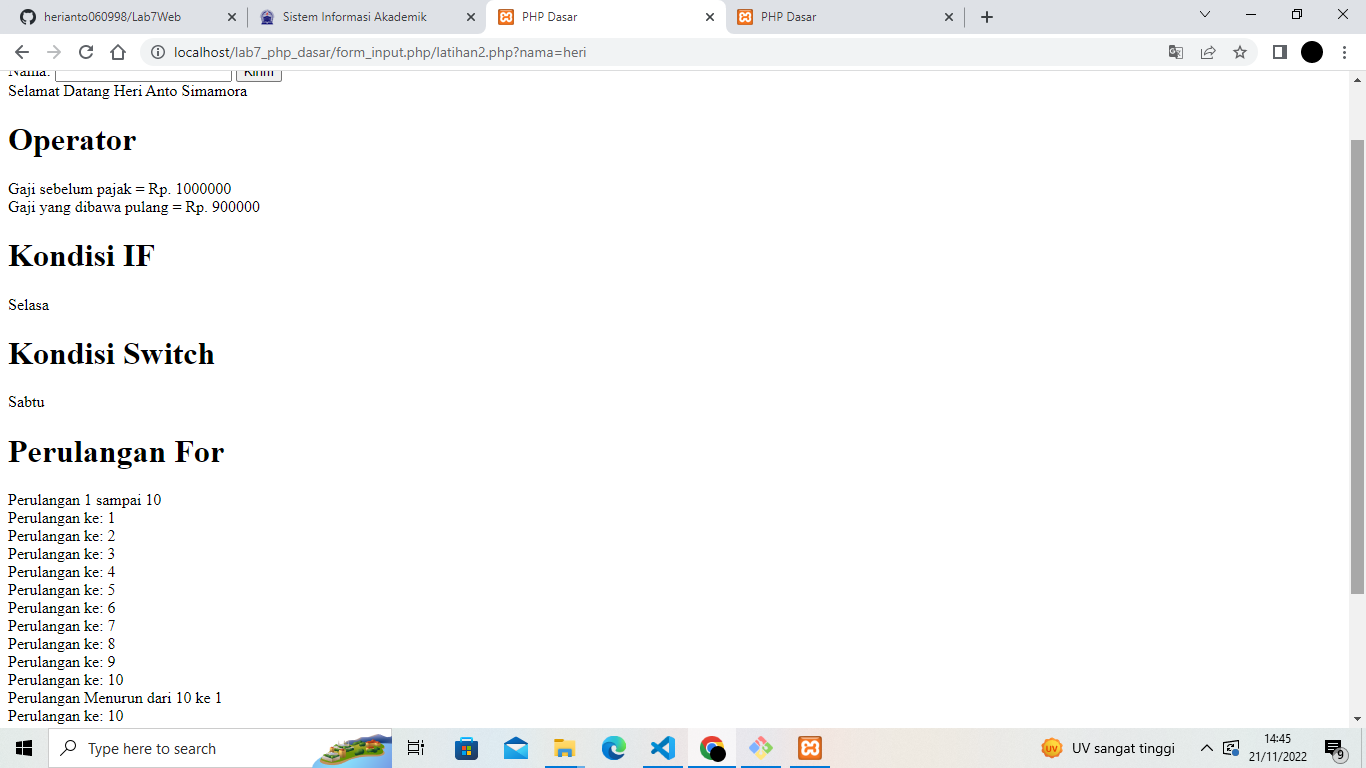 herianto060998/Lab7Web
Sistem Informasi Akademik
PHP Dasar
PHP Dasar
localhost/lab7_php_dasar/form_input.php/latihan2.php?nama=heri
Nama: Kirim
Selamat Datang Heri Anto Simamora
Operator
Gaji sebelum pajak = Rp. 1000000
Gaji yang dibawa pulang = Rp. 900000
Kondisi IF
Selasa
Kondisi Switch
Sabtu
Perulangan For
Perulangan 1 sampai 10
Perulangan ke: 1
Perulangan ke: 2
Perulangan ke: 3
Perulangan ke: 4
Perulangan ke: 5
Perulangan ke: 6
Perulangan ke: 7
Perulangan ke: 8
Perulangan ke: 9
Perulangan ke: 10
Perulangan Menurun dari 10 ke 1
Perulangan ke: 10
Type here to search
UV
UV sangat tinggi
14:45
21/11/2022
9